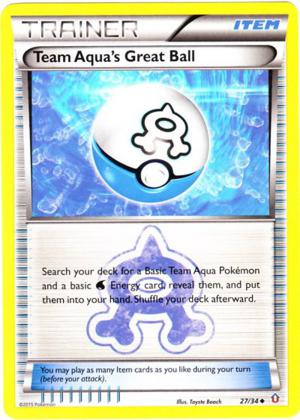 TRAINER
ITEM
Team Aqua's Great Ball
Search your deck for a Basic Team Aqua Pokémon
and a basic Energy card, reveal them, and put
them into your hand. Shuffle your deck afterward.
You may play as many Item cards as you like during your turn
(before your attack).
©2015 Pokémon
Illus. Toyste Beach
27/34